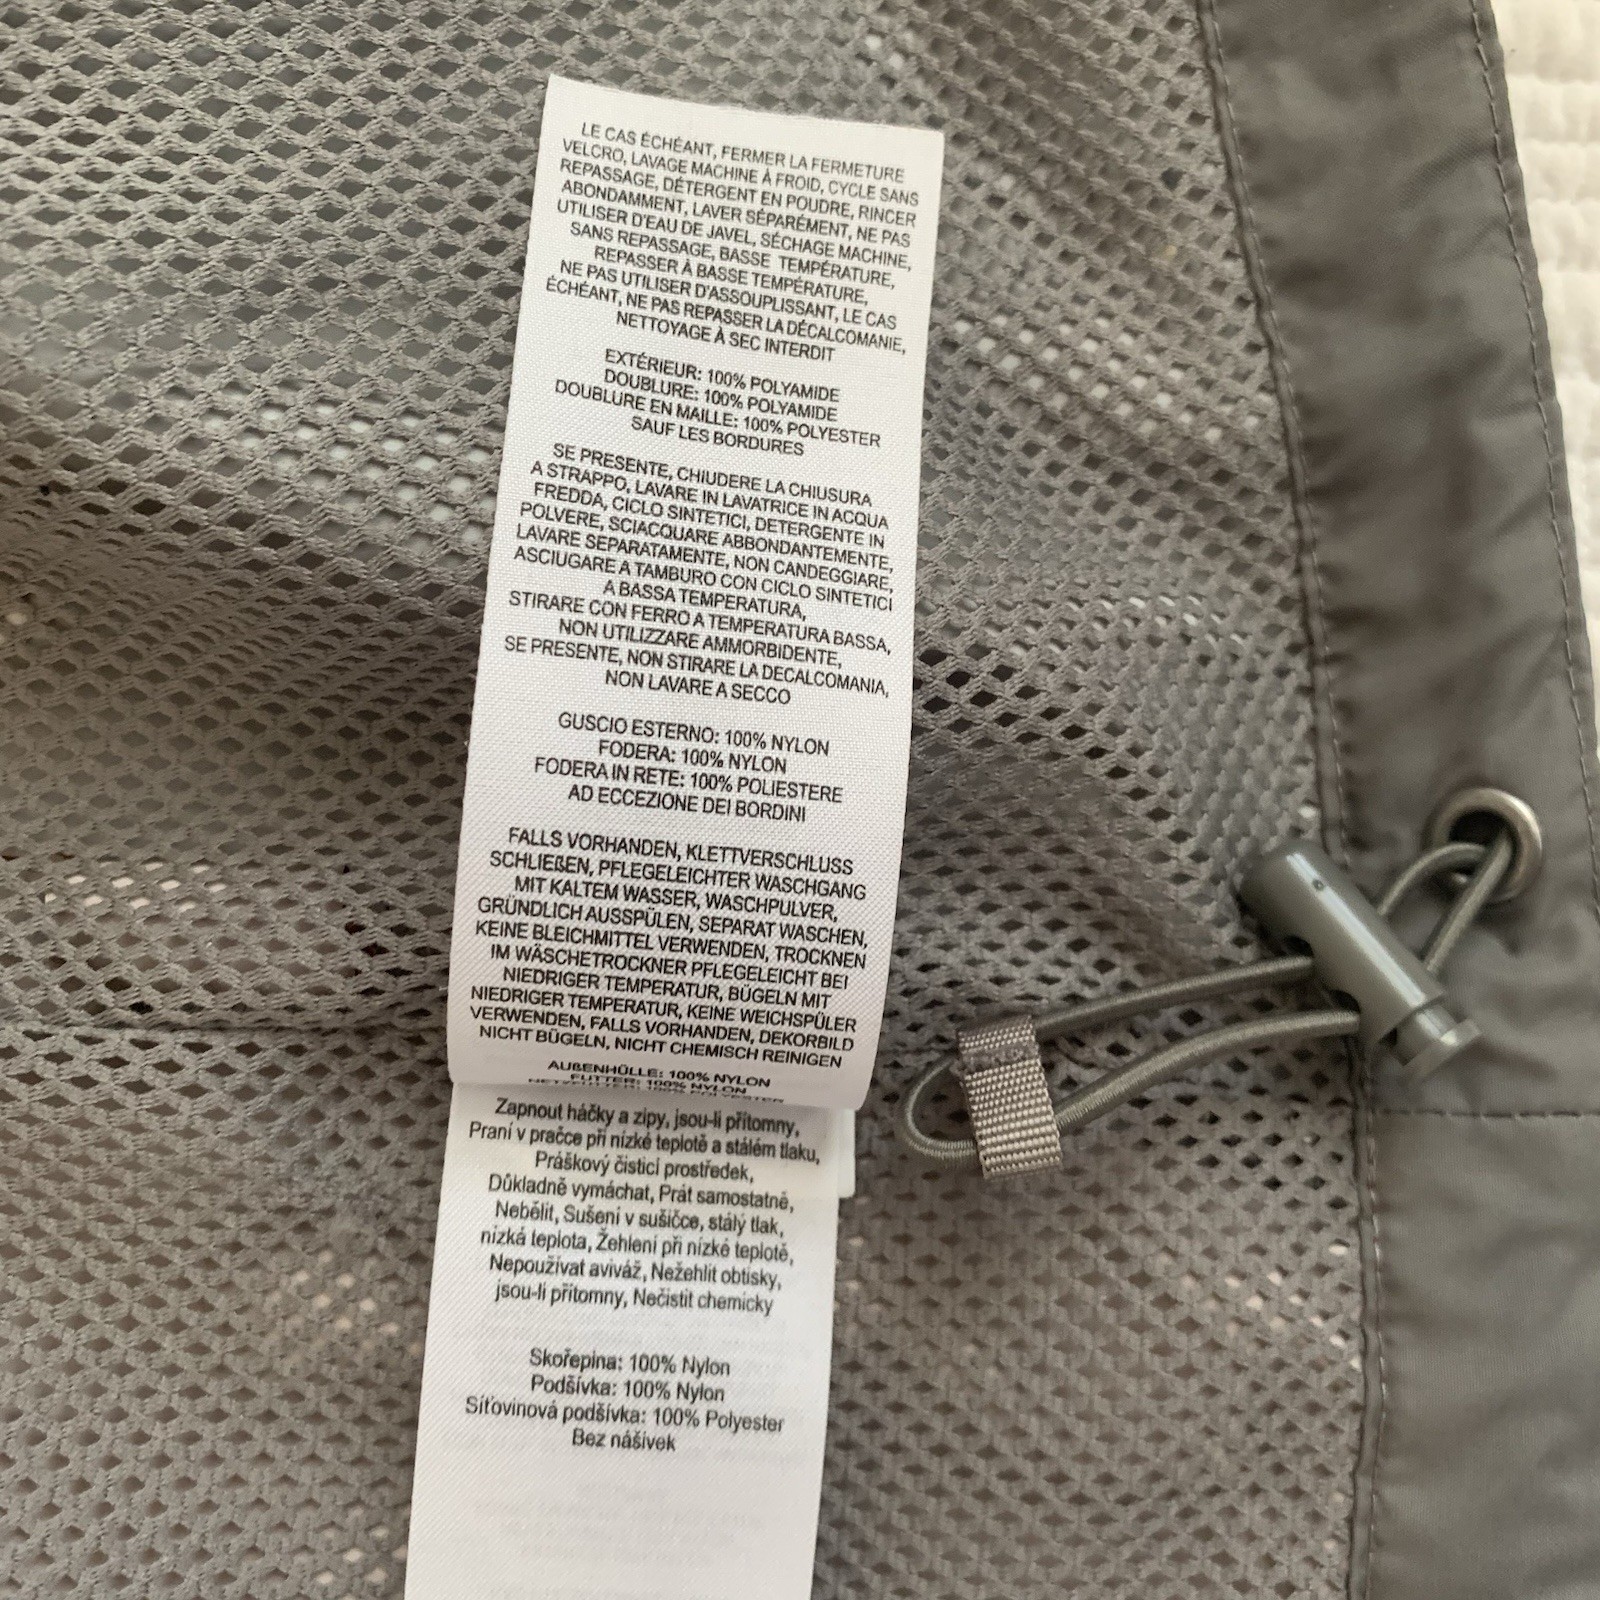 LE CAS ÉCHÉANT, FERMER LA FERMETURE
VELCRO, LAVAGE MACHINE À FROID, CYCLE SANS
REPASSAGE, DÉTERGENT EN POUDRE, RINCER
ABONDAMMENT, LAVER SÉPARÉMENT, NE PAS
UTILISER D'EAU DE JAVEL, SÉCHAGE MACHINE,
SANS REPASSAGE, BASSE TEMPÉRATURE,
REPASSER À BASSE TEMPÉRATURE,
NE PAS UTILISER D'ASSOUPLISSANT, LE CAS
ÉCHÉANT, NE PAS REPASSER LA DÉCALCOMANIE,
NETTOYAGE À SEC INTERDIT
EXTÉRIEUR: 100% POLYAMIDE
DOUBLURE: 100% POLYAMIDE
DOUBLURE EN MAILLE: 100% POLYESTER
SAUF LES BORDURES
SE PRESENTE, CHIUDERE LA CHIUSURA
A STRAPPO, LAVARE IN LAVATRICE IN ACQUA
FREDDA, CICLO SINTETICI, DETERGENTE IN
POLVERE, SCIACQUARE ABBONDANTEMENTE,
LAVARE SEPARATAMENTE, NON CANDEGGIARE,
ASCIUGARE A TAMBURO CON CICLO SINTETICI
A BASSA TEMPERATURA,
STIRARE CON FERRO A TEMPERATURA BASSA,
NON UTILIZZARE AMMORBIDENTE,
SE PRESENTE, NON STIRARE LA DECALCOMANIA,
NON LAVARE A SECCO
GUSCIO ESTERNO: 100% NYLON
FODERA: 100% NYLON
FODERA IN RETE: 100% POLIESTERE
AD ECCEZIONE DEI BORDINI
FALLS VORHANDEN, KLETTVERSCHLUSS
SCHLIEßEN, PFLEGELEICHTER WASCHGANG
MIT KALTEM WASSER, WASCHPULVER,
GRÜNDLICH AUSSPÜLEN, SEPARAT WASCHEN,
KEINE BLEICHMITTEL VERWENDEN, TROCKNEN
IM WÄSCHETROCKNER PFLEGELEICHT BEI
NIEDRIGER TEMPERATUR, BÜGELN MIT
NIEDRIGER TEMPERATUR, KEINE WEICHSPÜLER
VERWENDEN, FALLS VORHANDEN, DEKORBILD
NICHT BÜGELN, NICHT CHEMISCH REINIGEN
AUßENHÜLLE: 100% NYLON
FUTTER: 100% NYLON
100% POLYESTER
Zapnout háčky a zipy, jsou-li přítomny,
Praní v pračce při nízké teplotě a stálém tlaku,
Práškový čisticí prostředek,
Důkladně vymáchat, Prát samostatně,
Nebělit, Sušení v sušičce, stálý tlak,
nízká teplota, Žehlení při nízké teplotě,
Nepoužívat aviváž, Nežehlit obtisky,
jsou-li přítomny, Nečistit chemicky
Skořepina: 100% Nylon
Podšívka: 100% Nylon
Síťovinová podšívka: 100% Polyester
Bez nášivek